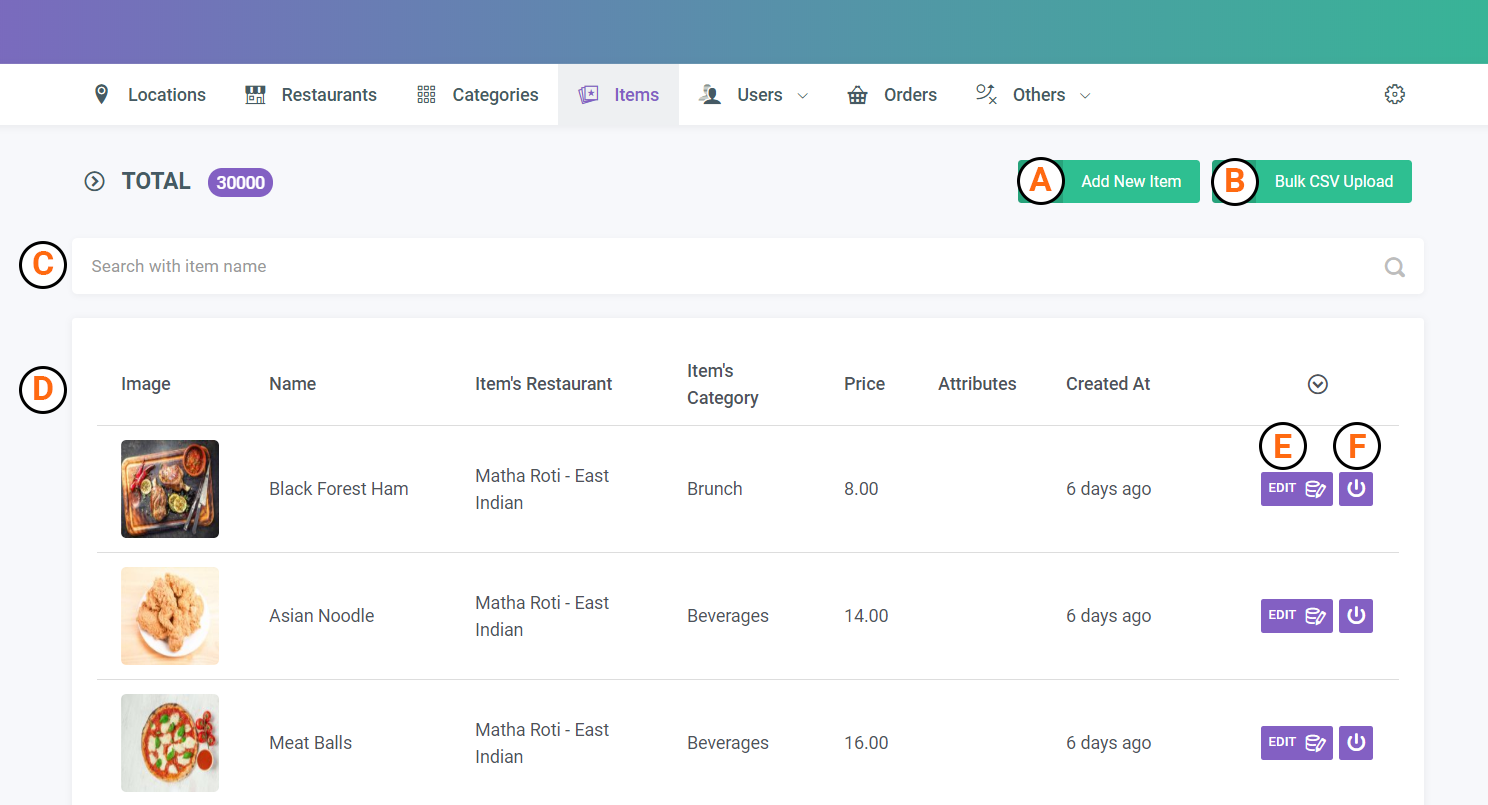 Locations Restaurants Categories Items Users Orders Others
TOTAL 30000
A Add New Item B Bulk CSV Upload
C Search with item name
D Image Name Item's Restaurant Item's Category Price Attributes Created At
E F
Black Forest Ham Matha Roti - East Indian Brunch 8.00 6 days ago EDIT
Asian Noodle Matha Roti - East Indian Beverages 14.00 6 days ago EDIT
Meat Balls Matha Roti - East Indian Beverages 16.00 6 days ago EDIT